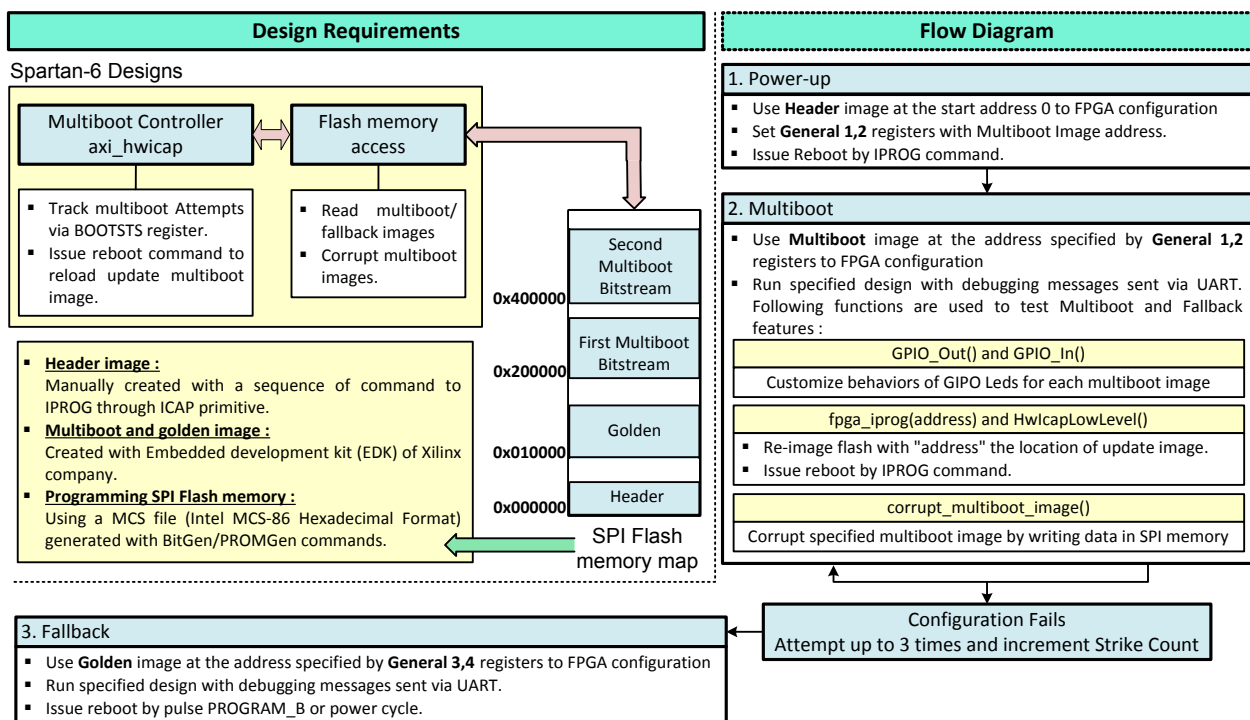 Design Requirements
Spartan-6 Designs
Multiboot Controller
axi_hwicap
Flash memory
access
▪ Track multiboot Attempts
via BOOTSTS register.
▪ Issue reboot command to
reload update multiboot
image.
▪ Read multiboot/
fallback images
▪ Corrupt multiboot
images.
▪ Header image :
Manually created with a sequence of command to
IPROG through ICAP primitive.
▪ Multiboot and golden image :
Created with Embedded development kit (EDK) of Xilinx
company.
▪ Programming SPI Flash memory :
Using a MCS file (Intel MCS-86 Hexadecimal Format)
generated with BitGen/PROMGen commands.
Second
Multiboot
Bitstream
0x400000
First Multiboot
Bitstream
0x200000
Golden
0x010000
Header
0x000000
SPI Flash
memory map
Flow Diagram
1. Power-up
▪ Use Header image at the start address 0 to FPGA configuration
▪ Set General 1,2 registers with Multiboot Image address.
▪ Issue Reboot by IPROG command.
2. Multiboot
▪ Use Multiboot image at the address specified by General 1,2
registers to FPGA configuration
▪ Run specified design with debugging messages sent via UART.
Following functions are used to test Multiboot and Fallback
features :
GPIO_Out() and GPIO_In()
Customize behaviors of GIPO Leds for each multiboot image
fpga_iprog(address) and HwIcapLowLevel()
▪ Re-image flash with "address" the location of update image.
▪ Issue reboot by IPROG command.
corrupt_multiboot_image()
Corrupt specified multiboot image by writing data in SPI memory
Configuration Fails
Attempt up to 3 times and increment Strike Count
3. Fallback
▪ Use Golden image at the address specified by General 3,4 registers to FPGA configuration
▪ Run specified design with debugging messages sent via UART.
▪ Issue reboot by pulse PROGRAM_B or power cycle.